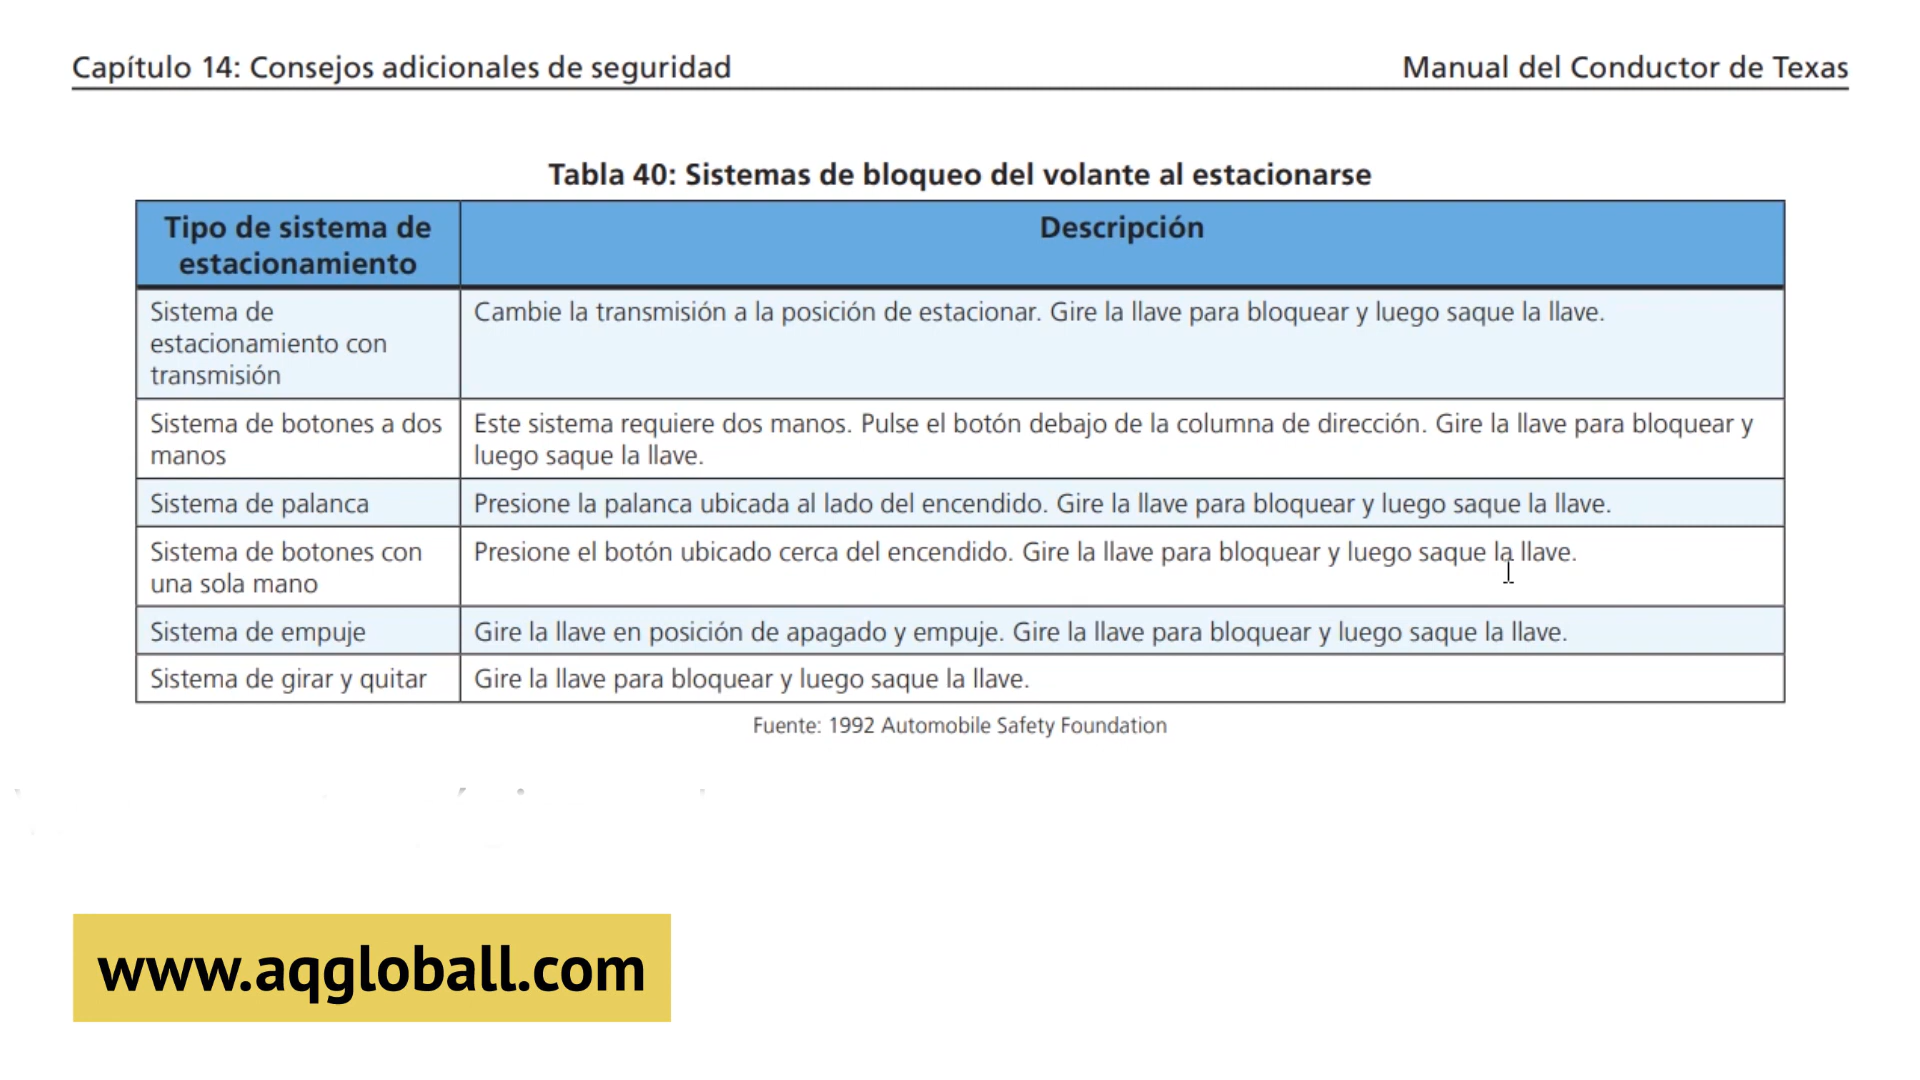 Capítulo 14: Consejos adicionales de seguridad
Manual del Conductor de Texas
Tabla 40: Sistemas de bloqueo del volante al estacionarse
Tipo de sistema de
estacionamiento
Descripción
Sistema de
estacionamiento con
transmisión
Cambie la transmisión a la posición de estacionar. Gire la llave para bloquear y luego saque la llave.
Sistema de botones a dos
manos
Este sistema requiere dos manos. Pulse el botón debajo de la columna de dirección. Gire la llave para bloquear y
luego saque la llave.
Sistema de palanca
Presione la palanca ubicada al lado del encendido. Gire la llave para bloquear y luego saque la llave.
Sistema de botones con
una sola mano
Presione el botón ubicado cerca del encendido. Gire la llave para bloquear y luego saque la llave.
Sistema de empuje
Gire la llave en posición de apagado y empuje. Gire la llave para bloquear y luego saque la llave.
Sistema de girar y quitar
Gire la llave para bloquear y luego saque la llave.
Fuente: 1992 Automobile Safety Foundation
www.aqgloball.com